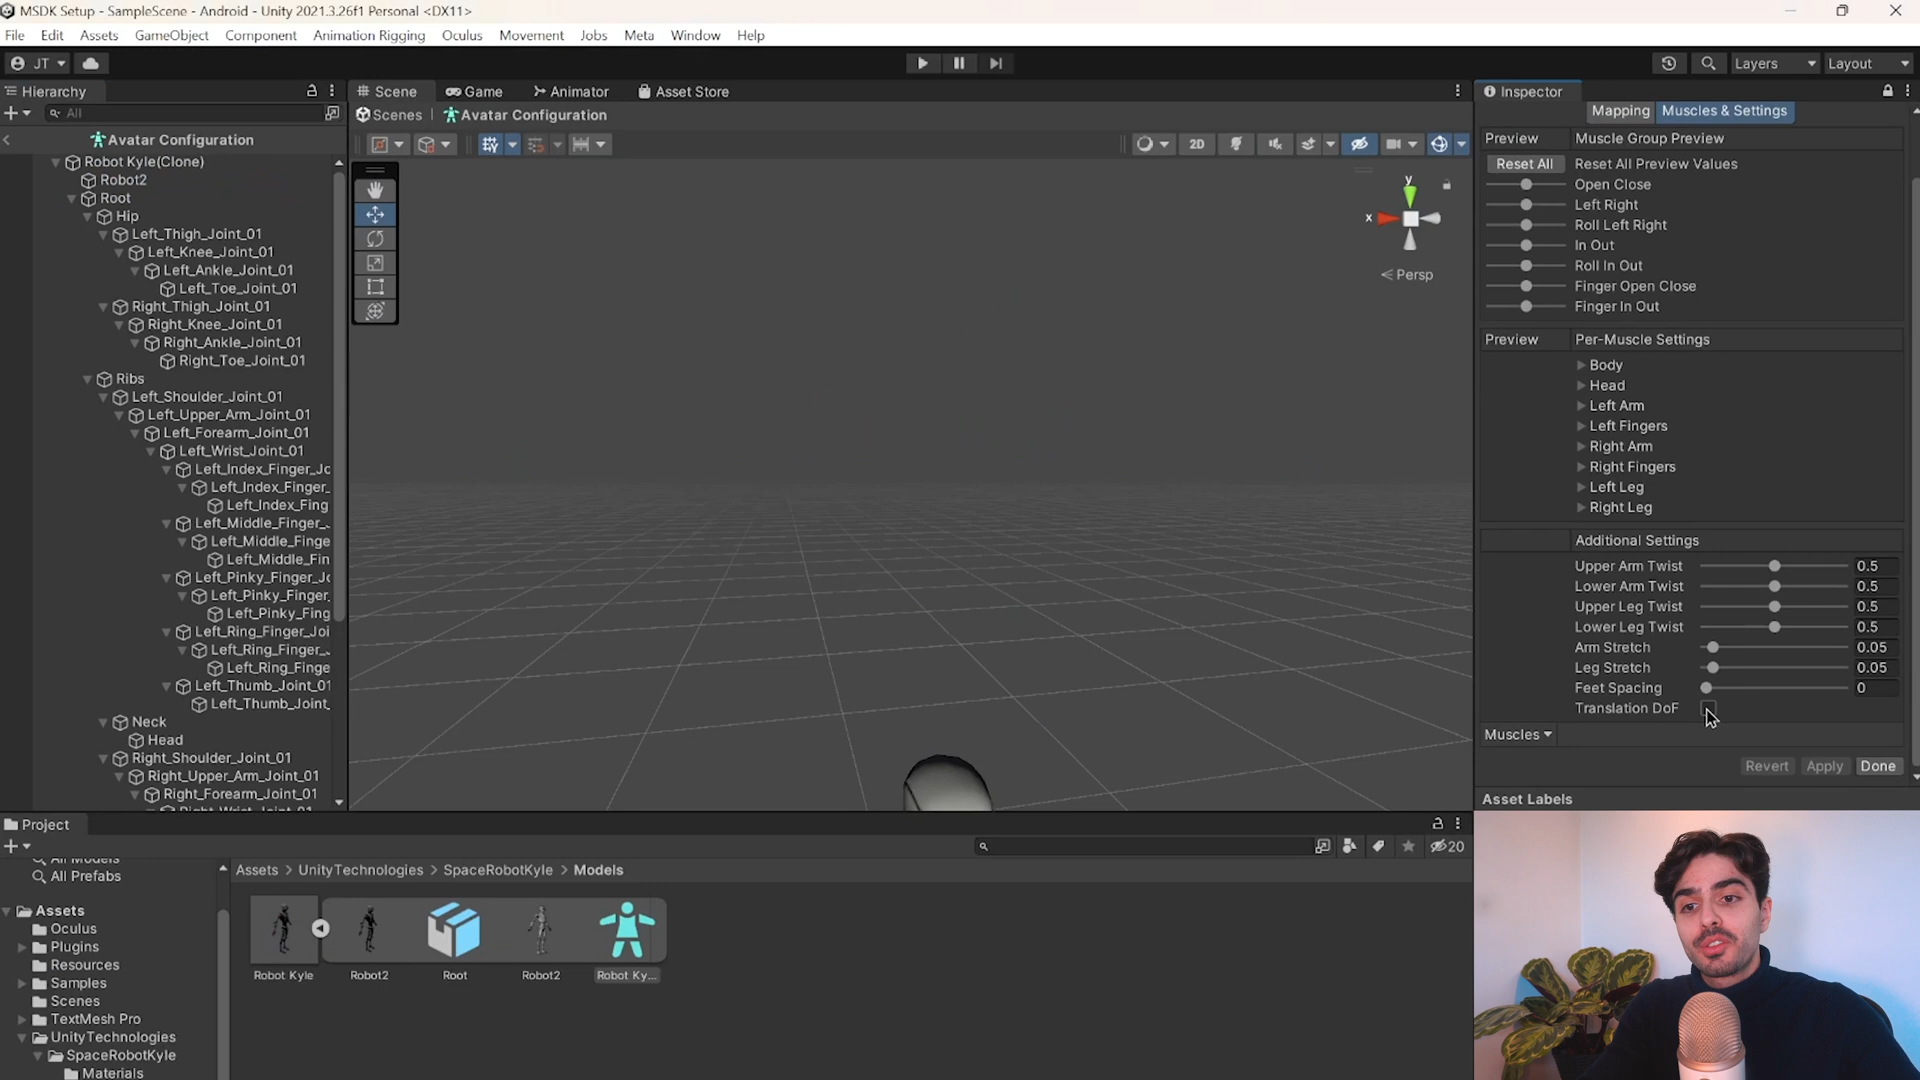 MSDK Setup - SampleScene - Android - Unity 2021.3.26f1 Personal <DX11>
File Edit Assets GameObject Component Animation Rigging Oculus Movement Jobs Meta Window Help
JT
Layers
Layout
Hierarchy
All
Avatar Configuration
Robot Kyle(Clone)
Robot2
Root
Hip
Left_Thigh_Joint_01
Left_Knee_Joint_01
Left_Ankle_Joint_01
Left_Toe_Joint_01
Right_Thigh_Joint_01
Right_Knee_Joint_01
Right_Ankle_Joint_01
Right_Toe_Joint_01
Ribs
Left_Shoulder_Joint_01
Left_Upper_Arm_Joint_01
Left_Forearm_Joint_01
Left_Wrist_Joint_01
Left_Index_Finger_Jo
Left_Index_Finger_
Left_Index_Fing
Left_Middle_Finger_
Left_Middle_Finge
Left_Middle_Fin
Left_Pinky_Finger_Jo
Left_Pinky_Finger_
Left_Pinky_Fing
Left_Ring_Finger_Joi
Left_Ring_Finger_
Left_Ring_Finge
Left_Thumb_Joint_01
Left_Thumb_Joint_
Neck
Head
Right_Shoulder_Joint_01
Right_Upper_Arm_Joint_01
Right_Forearm_Joint_01
Right_Wrist_Joint_01
Scene Game Animator Asset Store
Scenes Avatar Configuration
2D
y
x
< Persp
Inspector
Mapping Muscles & Settings
Preview Muscle Group Preview
Reset All Reset All Preview Values
Open Close
Left Right
Roll Left Right
In Out
Roll In Out
Finger Open Close
Finger In Out
Preview Per-Muscle Settings
Body
Head
Left Arm
Left Fingers
Right Arm
Right Fingers
Left Leg
Right Leg
Additional Settings
Upper Arm Twist 0.5
Lower Arm Twist 0.5
Upper Leg Twist 0.5
Lower Leg Twist 0.5
Arm Stretch 0.05
Leg Stretch 0.05
Feet Spacing 0
Translation DoF
Muscles
Revert Apply Done
Asset Labels
Project
20
All Models
All Prefabs
Assets
Oculus
Plugins
Resources
Samples
Scenes
TextMesh Pro
UnityTechnologies
SpaceRobotKyle
Materials
Assets > UnityTechnologies > SpaceRobotKyle > Models
Robot Kyle Robot2 Root Robot2 Robot Ky...